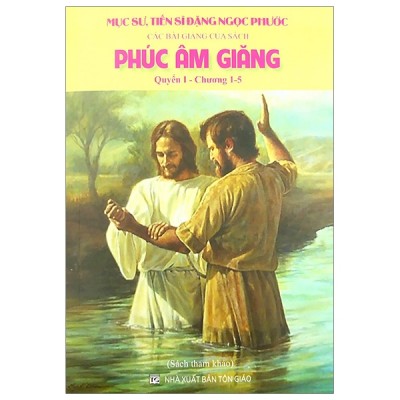 MỤC SƯ, TIẾN SĨ ĐẶNG NGỌC PHƯỚC
CÁC BÀI GIẢNG CỦA SÁCH
PHÚC ÂM GIĂNG
Quyển I - Chương 1-5
(Sách tham khảo)
NHÀ XUẤT BẢN TÔN GIÁO